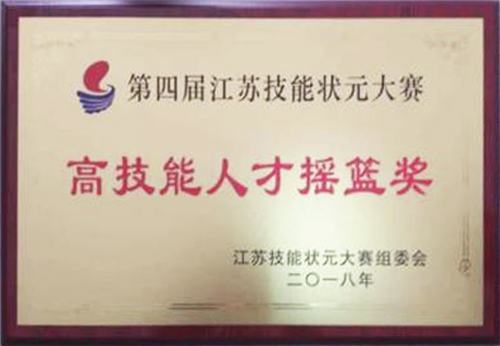 第四届江苏技能状元大赛
高技能人才摇篮奖
江苏技能状元大赛组委会
二〇一八年